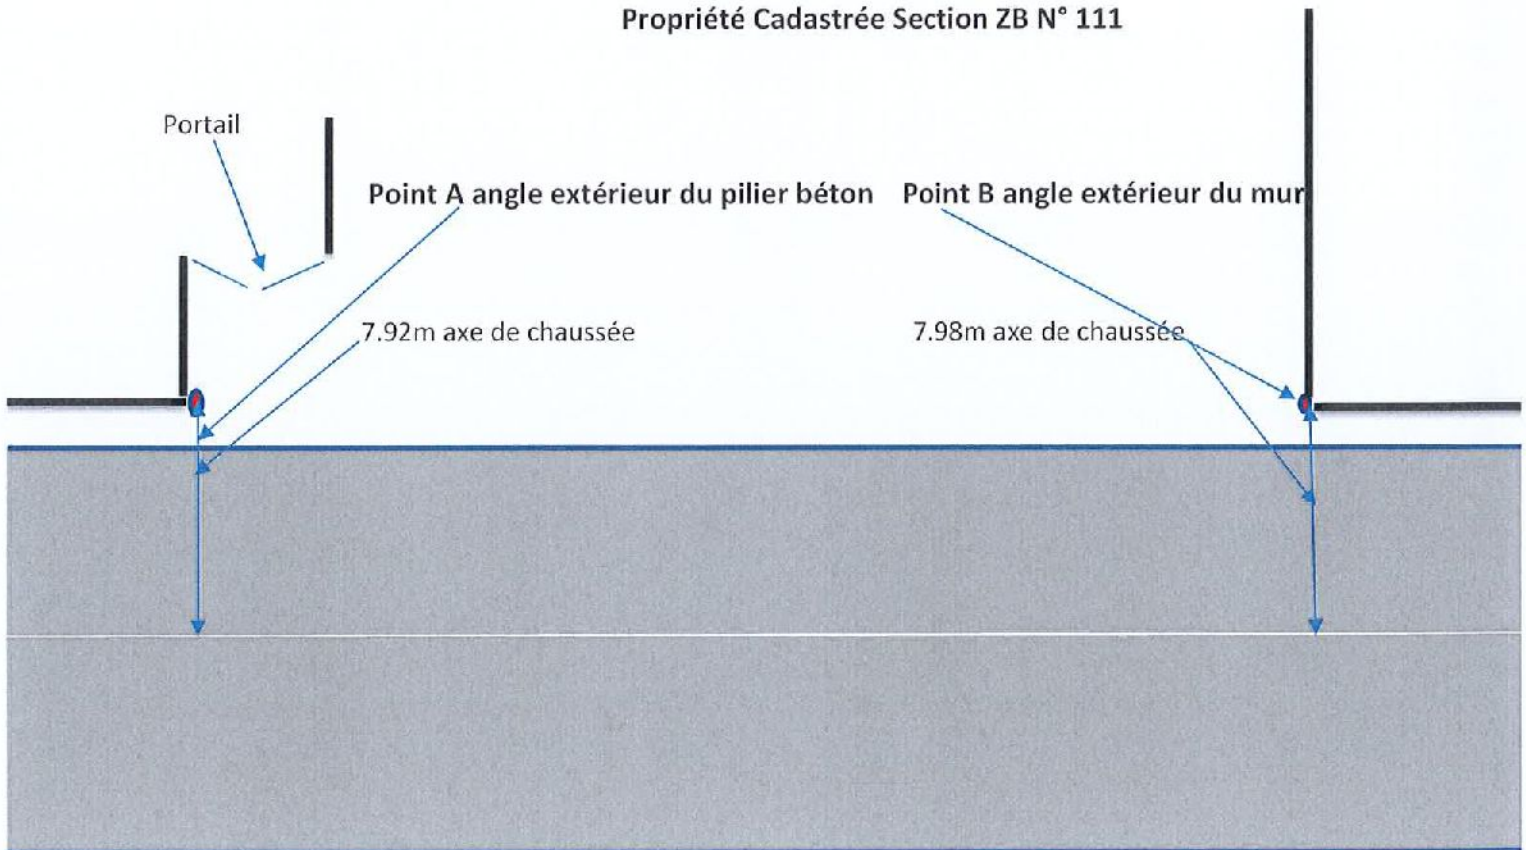 Propriété Cadastrée Section ZB N° 111
Portail
Point A angle extérieur du pilier béton
Point B angle extérieur du mur
7.92m axe de chaussée
7.98m axe de chaussée